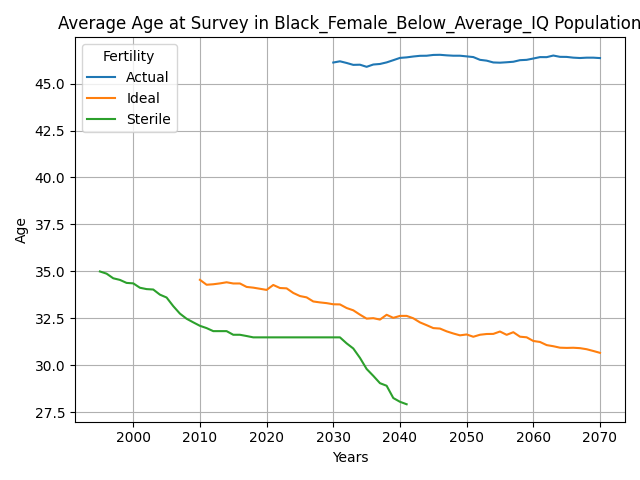 Average Age at Survey in Black_Female_Below_Average_IQ Population
Fertility
Actual
Ideal
Sterile
45.0
42.5
40.0
37.5
35.0
32.5
30.0
27.5
Age
2000 2010 2020 2030 2040 2050 2060 2070
Years